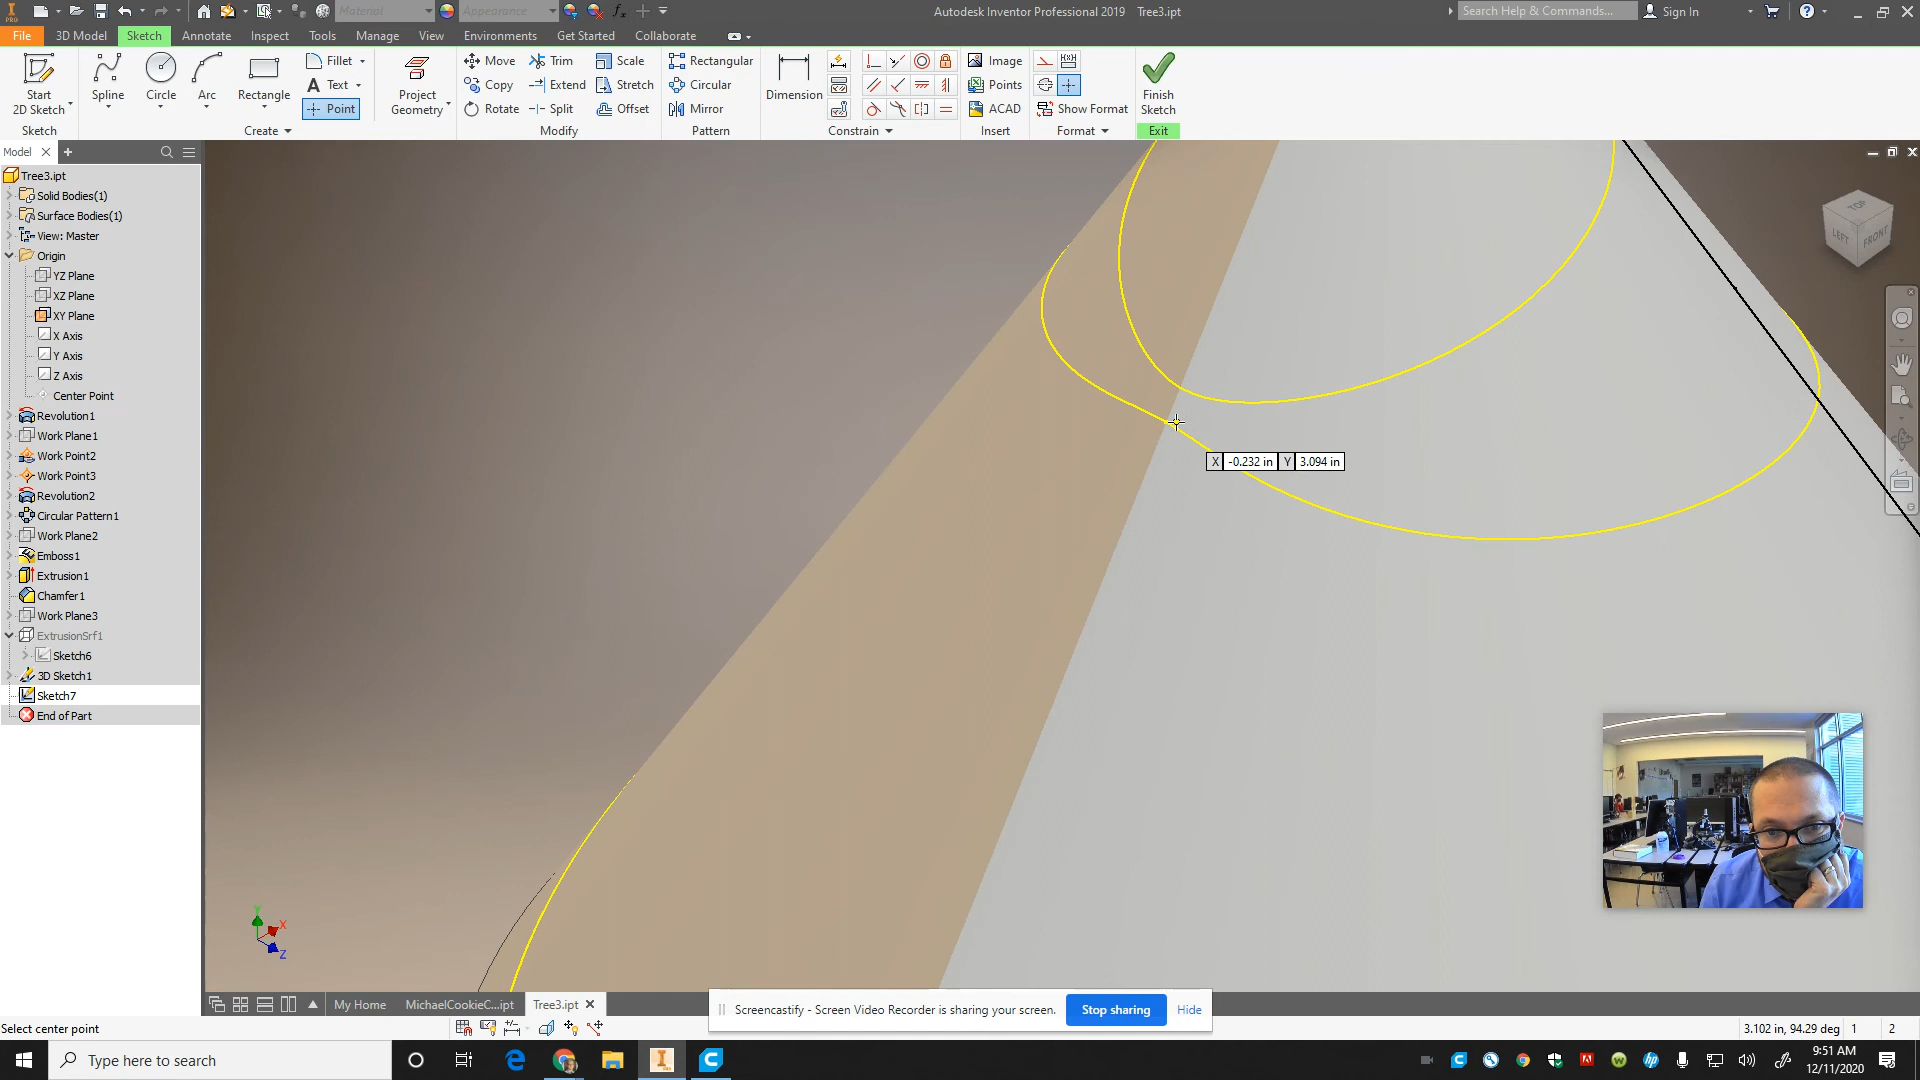 Material
Appearance
Autodesk Inventor Professional 2019 Tree3.ipt
Search Help & Commands...
Sign In
File
3D Model
Sketch
Annotate
Inspect
Tools
Manage
View
Environments
Get Started
Collaborate
Start
2D Sketch
Spline
Circle
Arc
Rectangle
Fillet
Text
Point
Project
Geometry
Move
Copy
Rotate
Trim
Extend
Split
Scale
Stretch
Offset
Rectangular
Circular
Mirror
Dimension
Image
Points
ACAD
Show Format
Finish
Sketch
Sketch
Create
Modify
Pattern
Constrain
Insert
Format
Exit
Model
Tree3.ipt
Solid Bodies(1)
Surface Bodies(1)
View: Master
Origin
YZ Plane
XZ Plane
XY Plane
X Axis
Y Axis
Z Axis
Center Point
Revolution1
Work Plane1
Work Point2
Work Point3
Revolution2
Circular Pattern1
Work Plane2
Emboss1
Extrusion1
Chamfer1
Work Plane3
ExtrusionSrf1
Sketch6
3D Sketch1
Sketch7
End of Part
TOP
LEFT
FRONT
X -0.232 in Y 3.094 in
Y
X
Z
My Home
MichaelCookieC...ipt
Tree3.ipt
Screencastify - Screen Video Recorder is sharing your screen.
Stop sharing
Hide
Select center point
3.102 in, 94.29 deg 1 2
Type here to search
9:51 AM
12/11/2020